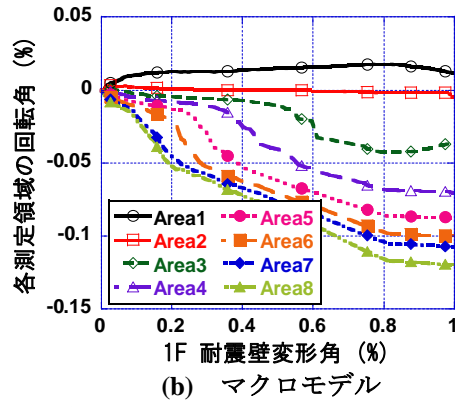 各測定領域の回転角 (%)
0.05
0
-0.05
-0.1
-0.15
Area1
Area2
Area3
Area4
Area5
Area6
Area7
Area8
0 0.2 0.4 0.6 0.8 1
1F 耐震壁変形角 (%)
(b) マクロモデル